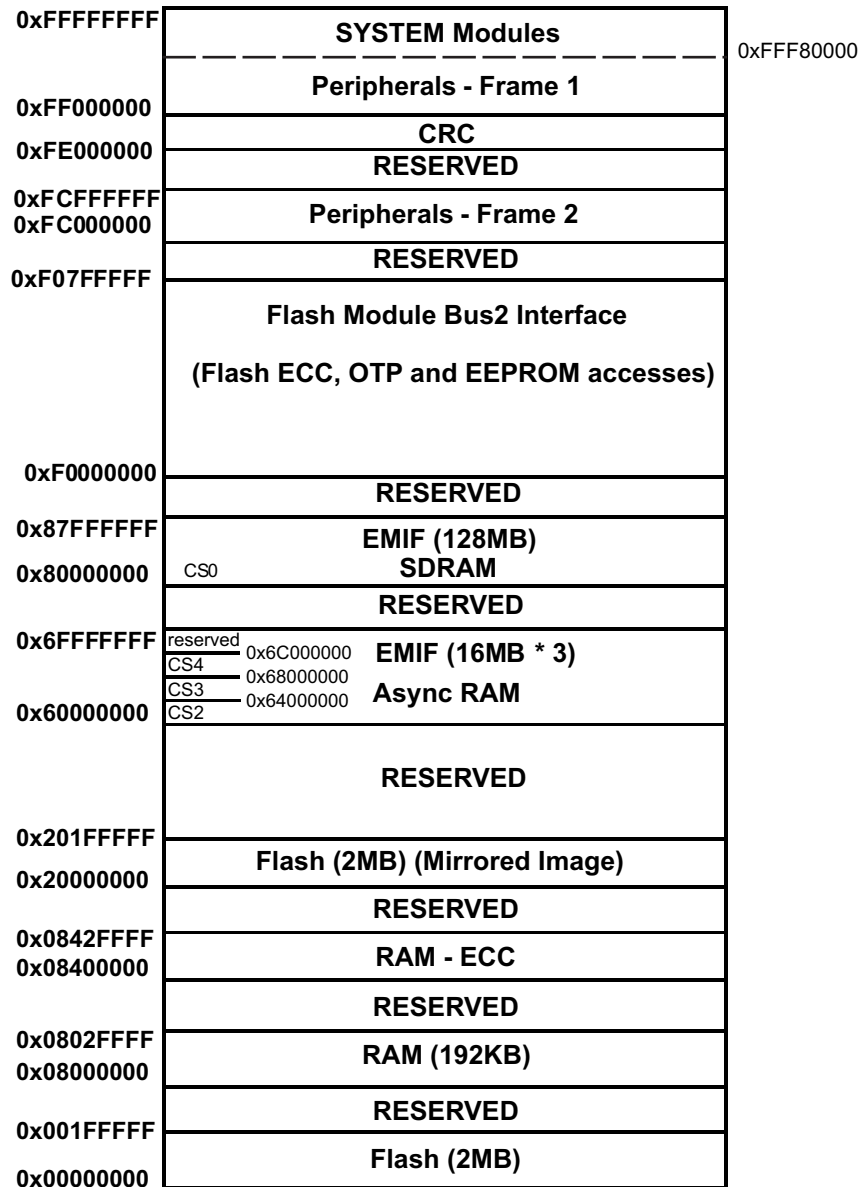 0xFFFFFFFF
SYSTEM Modules
0xFFF80000
Peripherals - Frame 1
0xFF000000
CRC
0xFE000000
RESERVED
0xFCFFFFFF
Peripherals - Frame 2
0xFC000000
RESERVED
0xF07FFFFF
Flash Module Bus2 Interface
(Flash ECC, OTP and EEPROM accesses)
0xF0000000
RESERVED
0x87FFFFFF
EMIF (128MB)
0x80000000 CS0 SDRAM
RESERVED
0x6FFFFFFF reserved
0x6C000000 EMIF (16MB * 3)
CS4
0x68000000
CS3
0x64000000 Async RAM
0x60000000 CS2
RESERVED
0x201FFFFF
Flash (2MB) (Mirrored Image)
0x20000000
RESERVED
0x0842FFFF
RAM - ECC
0x08400000
RESERVED
0x0802FFFF
RAM (192KB)
0x08000000
RESERVED
0x001FFFFF
Flash (2MB)
0x00000000